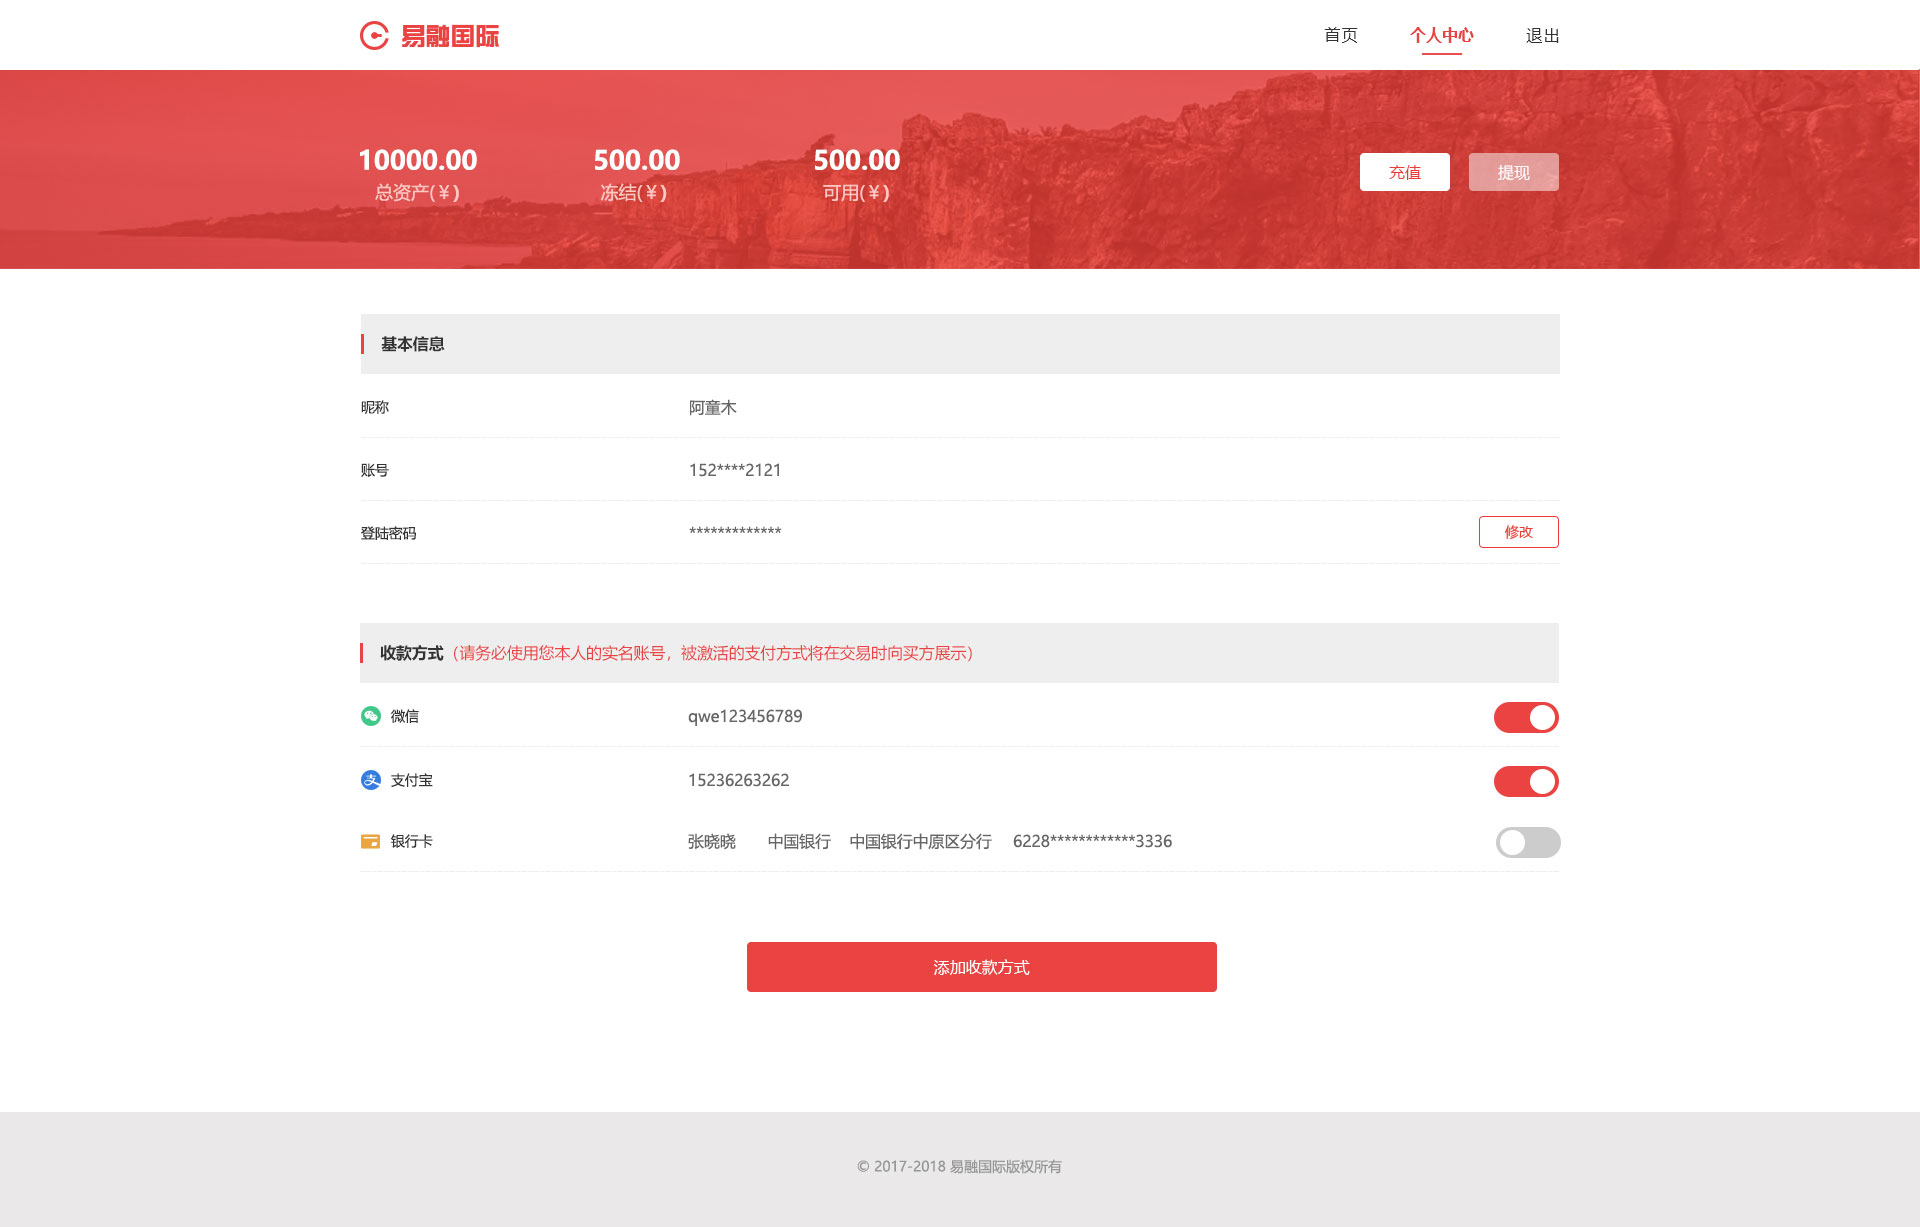 易融国际
首页 个人中心 退出
10000.00 500.00 500.00
总资产(¥) 冻结(¥) 可用(¥)
充值 提现
基本信息
昵称 阿童木
账号 152****2121
登陆密码 *************
修改
收款方式（请务必使用您本人的实名账号，被激活的支付方式将在交易时向买方展示）
微信 qwe123456789
支付宝 15236263262
银行卡 张晓晓 中国银行 中国银行中原区分行 6228************3336
添加收款方式
© 2017-2018 易融国际版权所有